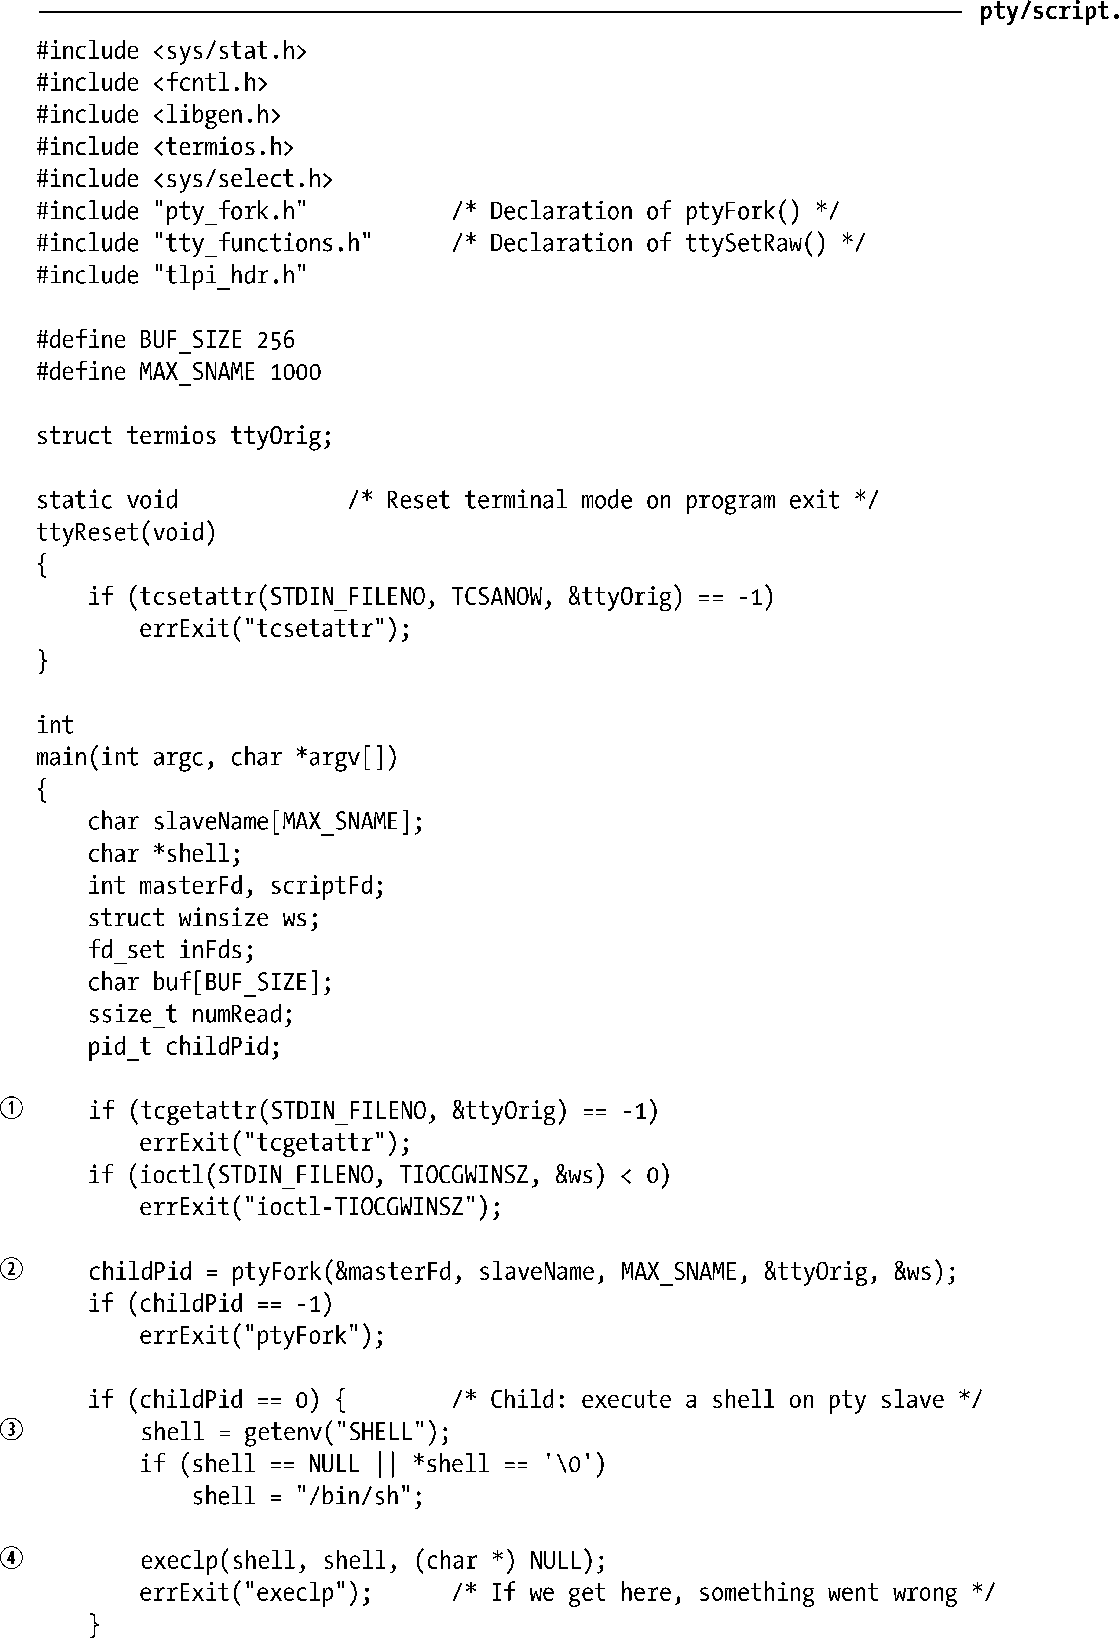 pty/script.
#include <sys/stat.h>
#include <fcntl.h>
#include <libgen.h>
#include <termios.h>
#include <sys/select.h>
#include "pty_fork.h"           /* Declaration of ptyFork() */
#include "tty_functions.h"      /* Declaration of ttySetRaw() */
#include "tlpi_hdr.h"

#define BUF_SIZE 256
#define MAX_SNAME 1000

struct termios ttyOrig;

static void             /* Reset terminal mode on program exit */
ttyReset(void)
{
    if (tcsetattr(STDIN_FILENO, TCSANOW, &ttyOrig) == -1)
        errExit("tcsetattr");
}

int
main(int argc, char *argv[])
{
    char slaveName[MAX_SNAME];
    char *shell;
    int masterFd, scriptFd;
    struct winsize ws;
    fd_set inFds;
    char buf[BUF_SIZE];
    ssize_t numRead;
    pid_t childPid;

①    if (tcgetattr(STDIN_FILENO, &ttyOrig) == -1)
        errExit("tcgetattr");
    if (ioctl(STDIN_FILENO, TIOCGWINSZ, &ws) < 0)
        errExit("ioctl-TIOCGWINSZ");

②    childPid = ptyFork(&masterFd, slaveName, MAX_SNAME, &ttyOrig, &ws);
    if (childPid == -1)
        errExit("ptyFork");

    if (childPid == 0) {        /* Child: execute a shell on pty slave */
③        shell = getenv("SHELL");
        if (shell == NULL || *shell == '\0')
            shell = "/bin/sh";

④        execlp(shell, shell, (char *) NULL);
        errExit("execlp");      /* If we get here, something went wrong */
    }